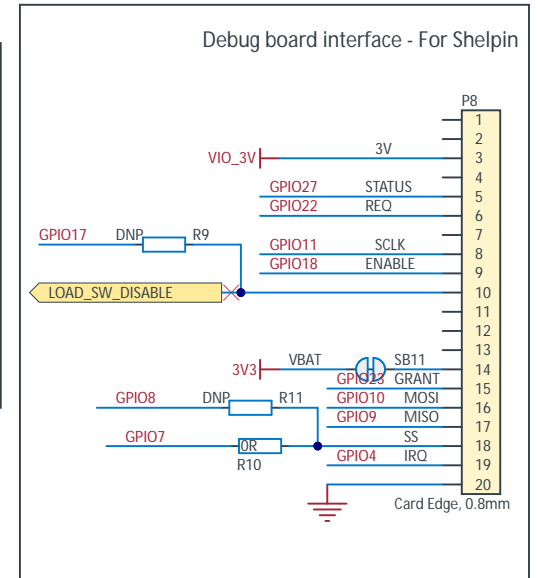 Debug board interface - For Shelpin
P8
1
2
VIO_3V 3V 3
4
GPIO27 STATUS 5
GPIO22 REQ 6
GPIO17 DNP R9 7
GPIO11 SCLK 8
GPIO18 ENABLE 9
LOAD_SW_DISABLE 10
11
12
13
3V3 VBAT SB11 14
GPIO23 GRANT 15
GPIO8 DNP R11 GPIO10 MOSI 16
GPIO9 MISO 17
GPIO7 0R SS 18
R10 GPIO4 IRQ 19
20
Card Edge, 0.8mm